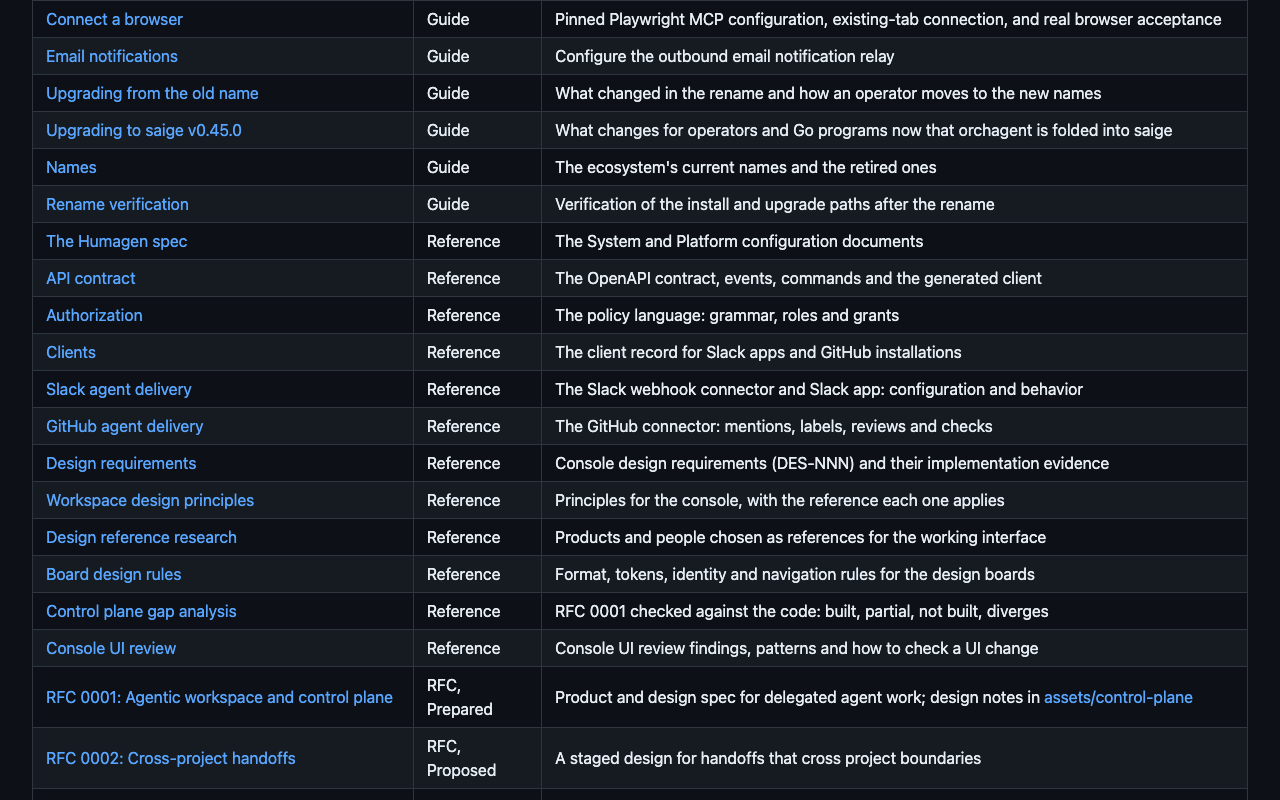 Connect a browser Guide Pinned Playwright MCP configuration, existing-tab connection, and real browser acceptance
Email notifications Guide Configure the outbound email notification relay
Upgrading from the old name Guide What changed in the rename and how an operator moves to the new names
Upgrading to saige v0.45.0 Guide What changes for operators and Go programs now that orchagent is folded into saige
Names Guide The ecosystem's current names and the retired ones
Rename verification Guide Verification of the install and upgrade paths after the rename
The Humagen spec Reference The System and Platform configuration documents
API contract Reference The OpenAPI contract, events, commands and the generated client
Authorization Reference The policy language: grammar, roles and grants
Clients Reference The client record for Slack apps and GitHub installations
Slack agent delivery Reference The Slack webhook connector and Slack app: configuration and behavior
GitHub agent delivery Reference The GitHub connector: mentions, labels, reviews and checks
Design requirements Reference Console design requirements (DES-NNN) and their implementation evidence
Workspace design principles Reference Principles for the console, with the reference each one applies
Design reference research Reference Products and people chosen as references for the working interface
Board design rules Reference Format, tokens, identity and navigation rules for the design boards
Control plane gap analysis Reference RFC 0001 checked against the code: built, partial, not built, diverges
Console UI review Reference Console UI review findings, patterns and how to check a UI change
RFC 0001: Agentic workspace and control plane RFC, Prepared Product and design spec for delegated agent work; design notes in assets/control-plane
RFC 0002: Cross-project handoffs RFC, Proposed A staged design for handoffs that cross project boundaries